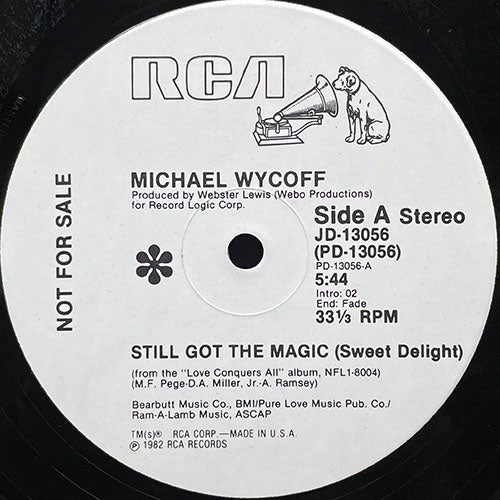 RCA
MICHAEL WYCOFF
Produced by Webster Lewis (Webo Productions)
for Record Logic Corp.
NOT FOR SALE
Side A Stereo
JD-13056
(PD-13056)
PD-13056-A
5:44
Intro: 02
End: Fade
33⅓ RPM
STILL GOT THE MAGIC (Sweet Delight)
(from the "Love Conquers All" album, NFL1-8004)
(M.F. Pege-D.A. Miller, Jr.-A. Ramsey)
Bearbutt Music Co., BMI/Pure Love Music Pub. Co./
Ram-A-Lamb Music, ASCAP
TM(s)® RCA CORP.—MADE IN U.S.A.
℗ 1982 RCA RECORDS